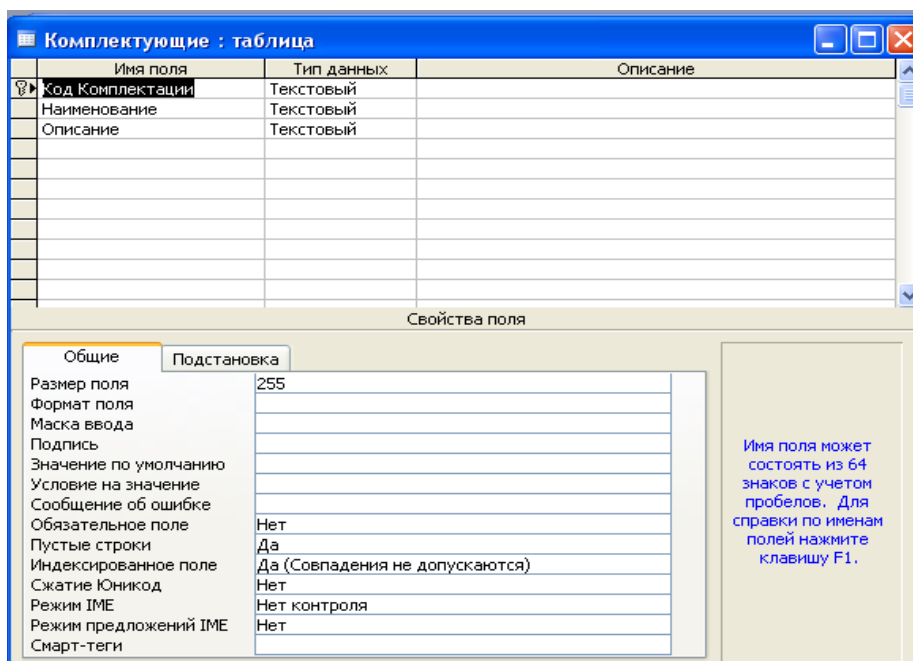 Комплектующие : таблица
Имя поля Тип данных Описание
Код Комплектации Текстовый
Наименование Текстовый
Описание Текстовый
Свойства поля
Общие Подстановка
Размер поля 255
Формат поля
Маска ввода
Подпись
Значение по умолчанию
Условие на значение
Сообщение об ошибке
Обязательное поле Нет
Пустые строки Да
Индексированное поле Да (Совпадения не допускаются)
Сжатие Юникод Нет
Режим IME Нет контроля
Режим предложений IME Нет
Смарт-теги
Имя поля может
состоять из 64
знаков с учетом
пробелов. Для
справки по именам
полей нажмите
клавишу F1.